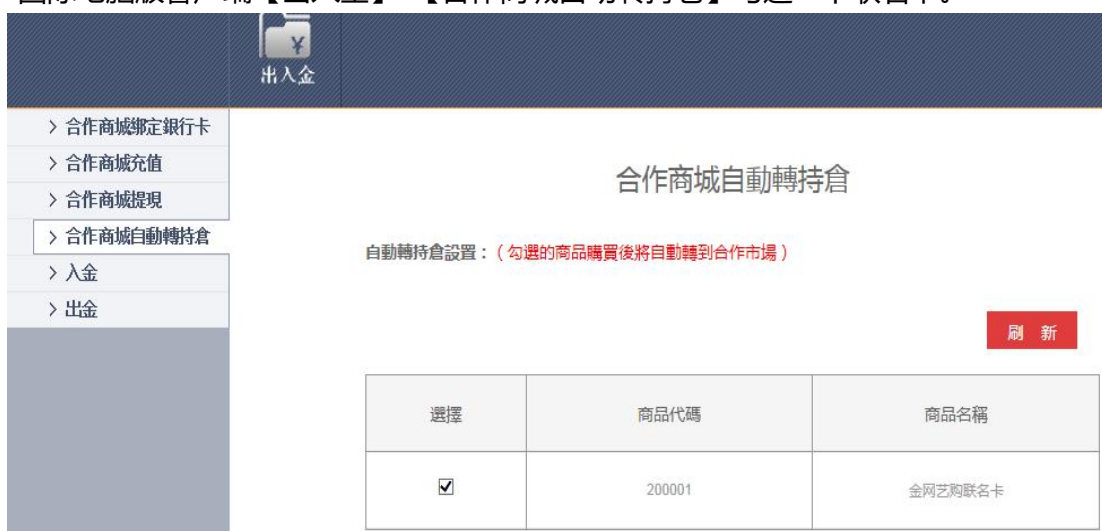 ¥
出入金
> 合作商城綁定銀行卡
> 合作商城充值
> 合作商城提現
> 合作商城自動轉持倉
> 入金
> 出金
合作商城自動轉持倉
自動轉持倉設置：（勾選的商品購買後將自動轉到合作市場）
刷 新
選擇 商品代碼 商品名稱
200001 金网艺购联名卡